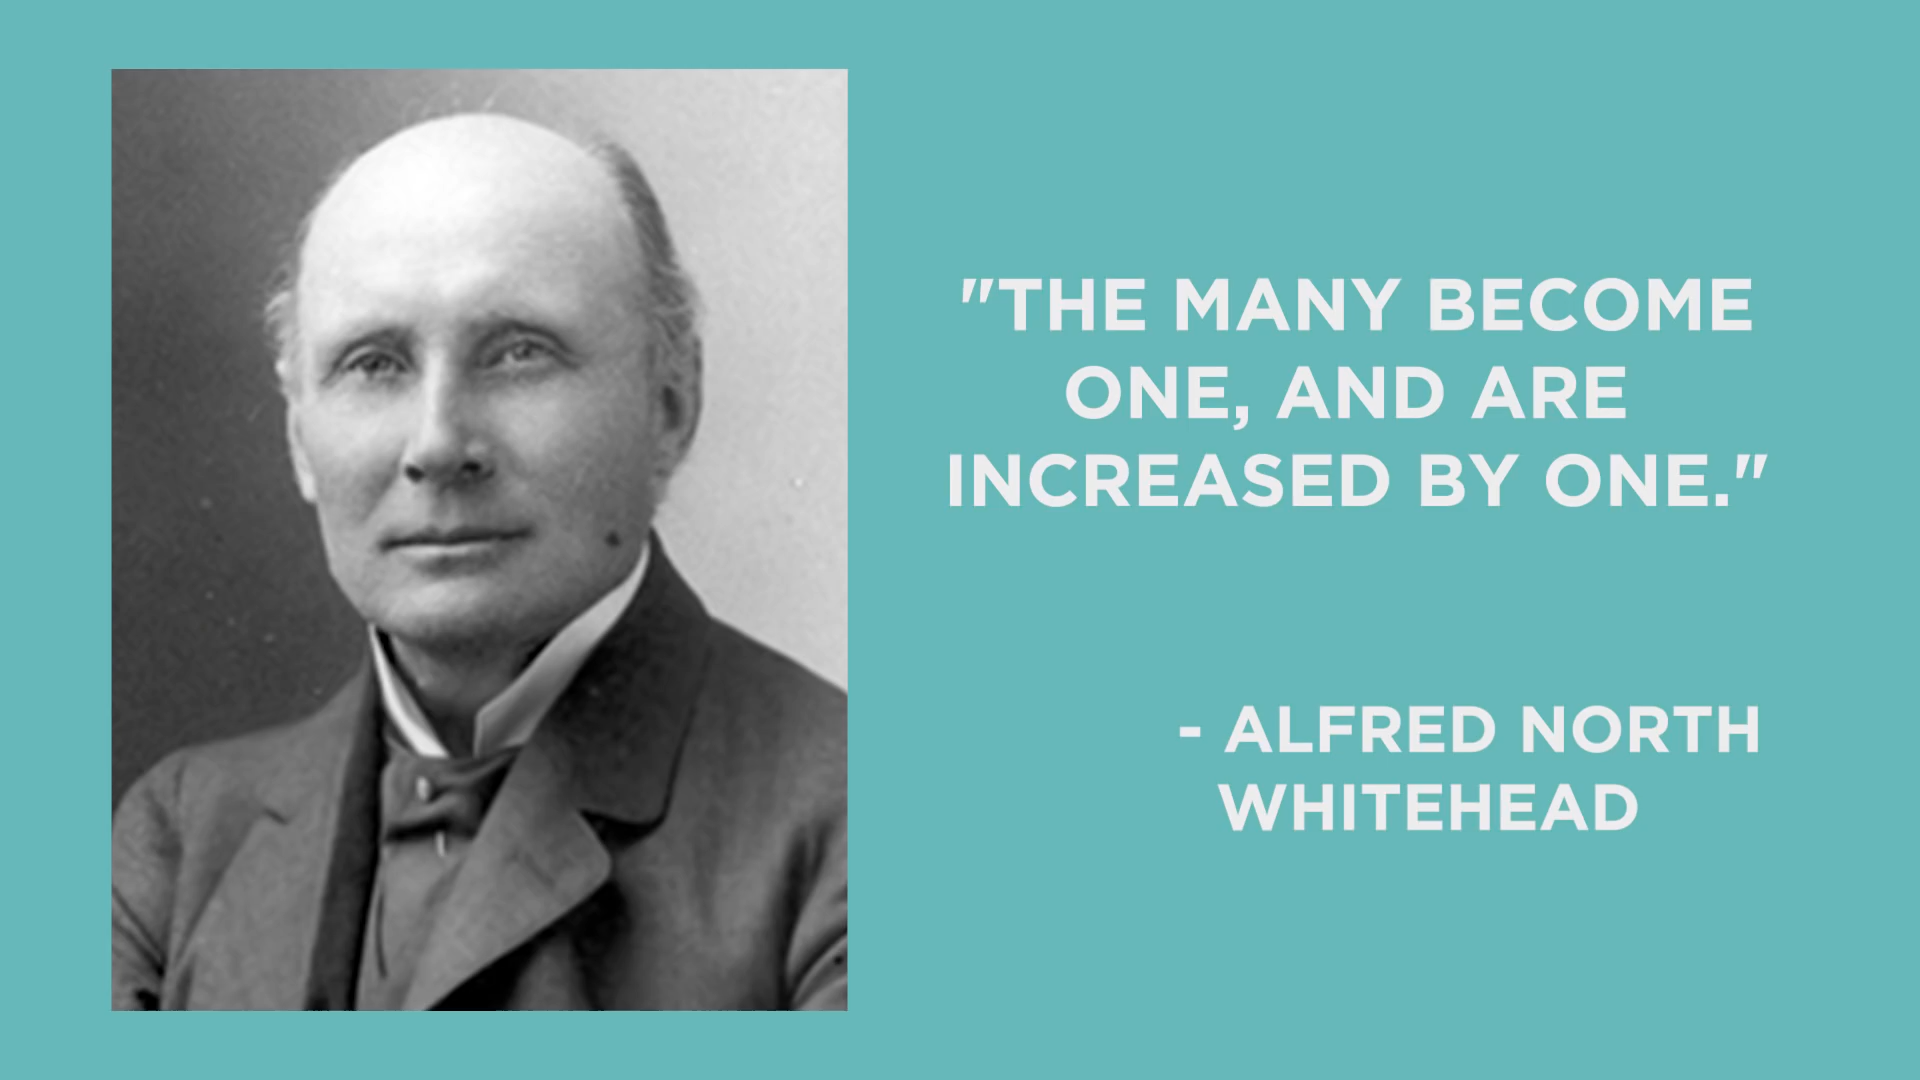 "THE MANY BECOME
ONE, AND ARE
INCREASED BY ONE."
- ALFRED NORTH
WHITEHEAD